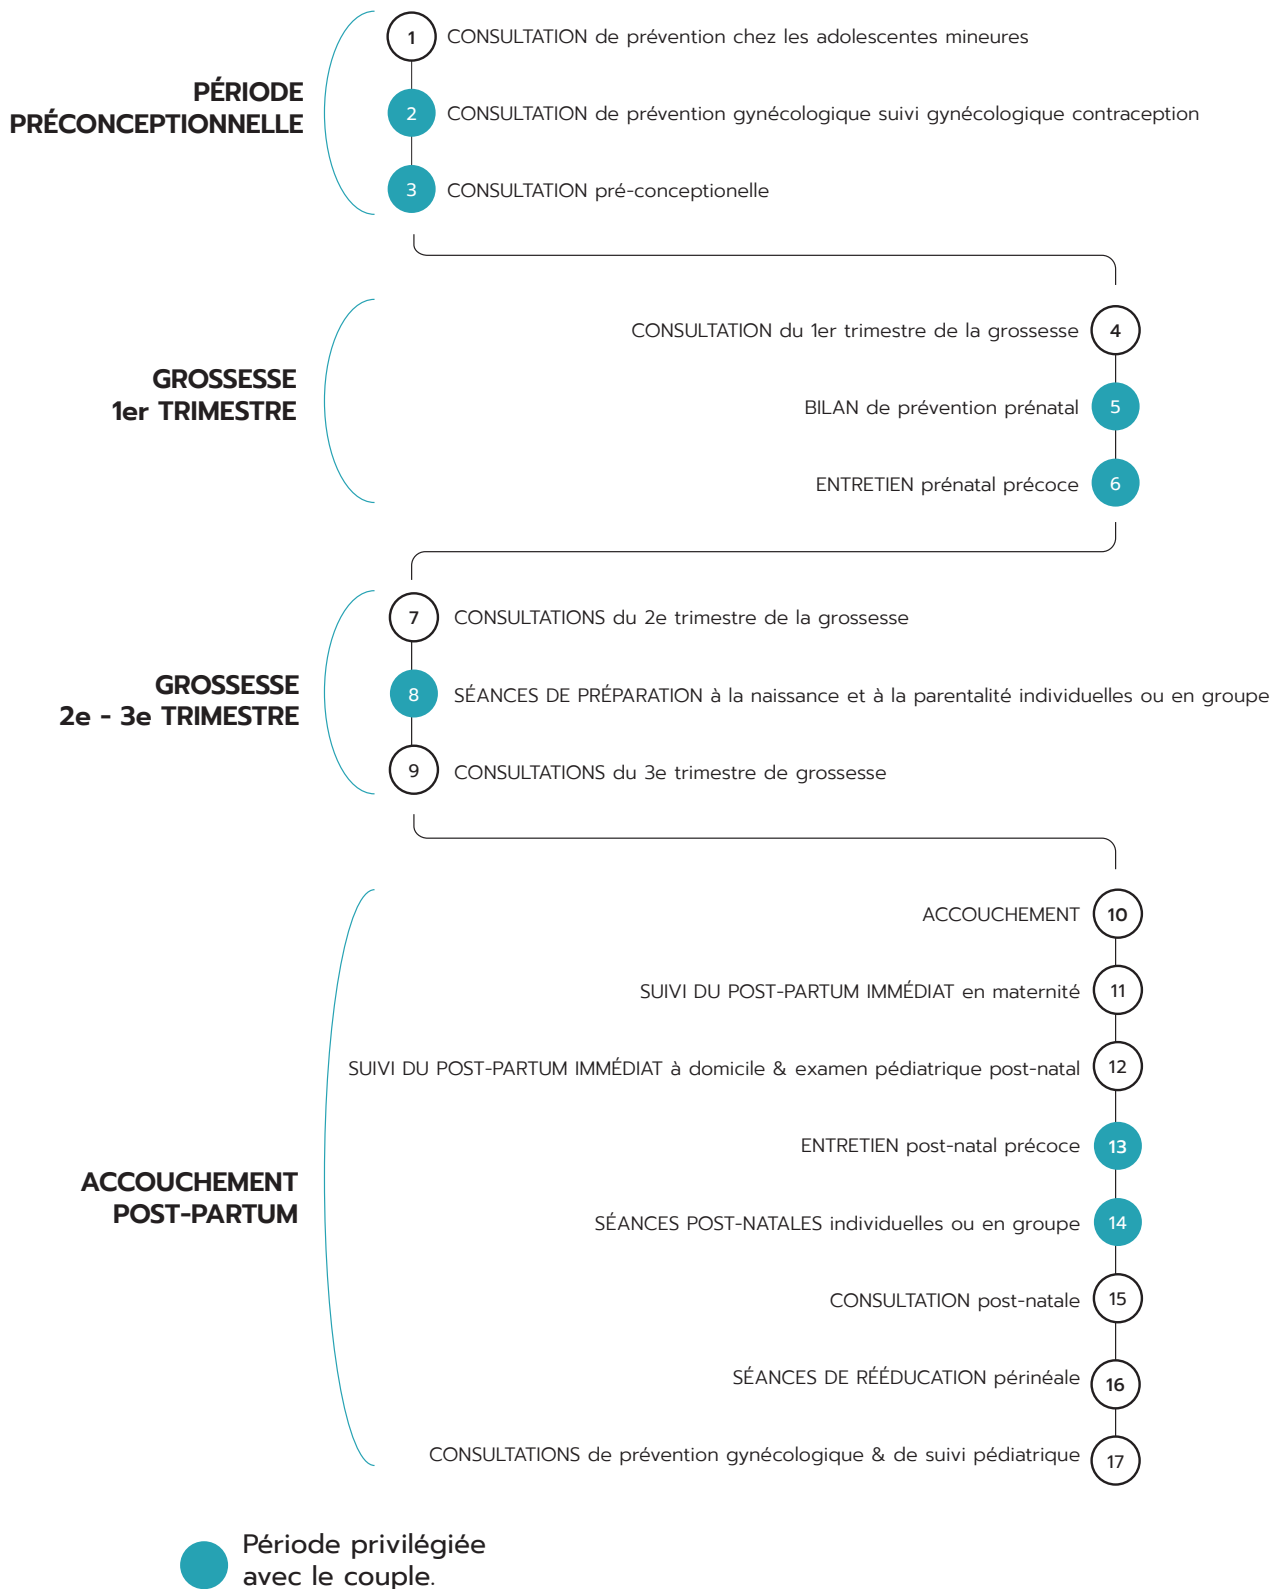 PÉRIODE
PRÉCONCEPTIONNELLE
1 CONSULTATION de prévention chez les adolescentes mineures
2 CONSULTATION de prévention gynécologique suivi gynécologique contraception
3 CONSULTATION pré-conceptionelle
GROSSESSE
1er TRIMESTRE
CONSULTATION du 1er trimestre de la grossesse 4
BILAN de prévention prénatal 5
ENTRETIEN prénatal précoce 6
GROSSESSE
2e - 3e TRIMESTRE
7 CONSULTATIONS du 2e trimestre de la grossesse
8 SÉANCES DE PRÉPARATION à la naissance et à la parentalité individuelles ou en groupe
9 CONSULTATIONS du 3e trimestre de grossesse
ACCOUCHEMENT
POST-PARTUM
ACCOUCHEMENT 10
SUIVI DU POST-PARTUM IMMÉDIAT en maternité 11
SUIVI DU POST-PARTUM IMMÉDIAT à domicile & examen pédiatrique post-natal 12
ENTRETIEN post-natal précoce 13
SÉANCES POST-NATALES individuelles ou en groupe 14
CONSULTATION post-natale 15
SÉANCES DE RÉÉDUCATION périnéale 16
CONSULTATIONS de prévention gynécologique & de suivi pédiatrique 17
Période privilégiée
avec le couple.